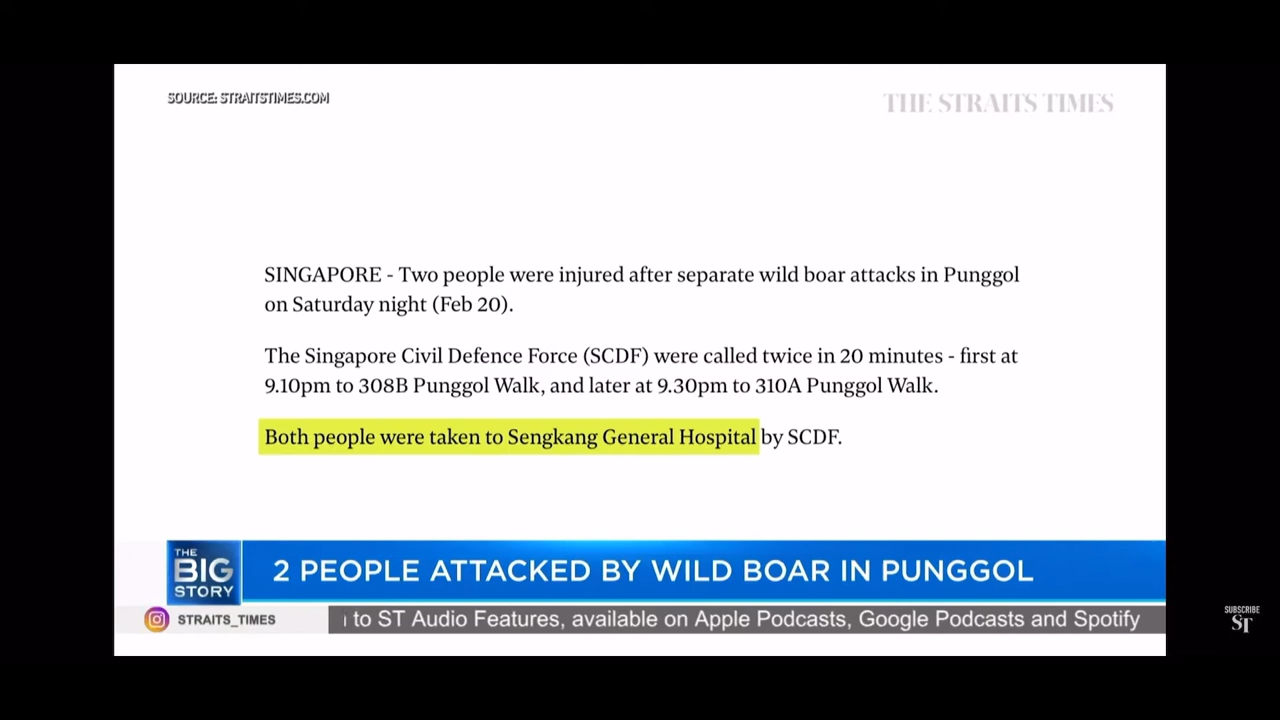 SOURCE: STRAITSTIMES.COM
THE STRAITS TIMES
SINGAPORE - Two people were injured after separate wild boar attacks in Punggol
on Saturday night (Feb 20).
The Singapore Civil Defence Force (SCDF) were called twice in 20 minutes - first at
9.10pm to 308B Punggol Walk, and later at 9.30pm to 310A Punggol Walk.
Both people were taken to Sengkang General Hospital by SCDF.
THE
BIG
STORY
2 PEOPLE ATTACKED BY WILD BOAR IN PUNGGOL
STRAITS_TIMES
to ST Audio Features, available on Apple Podcasts, Google Podcasts and Spotify
SUBSCRIBE
ST